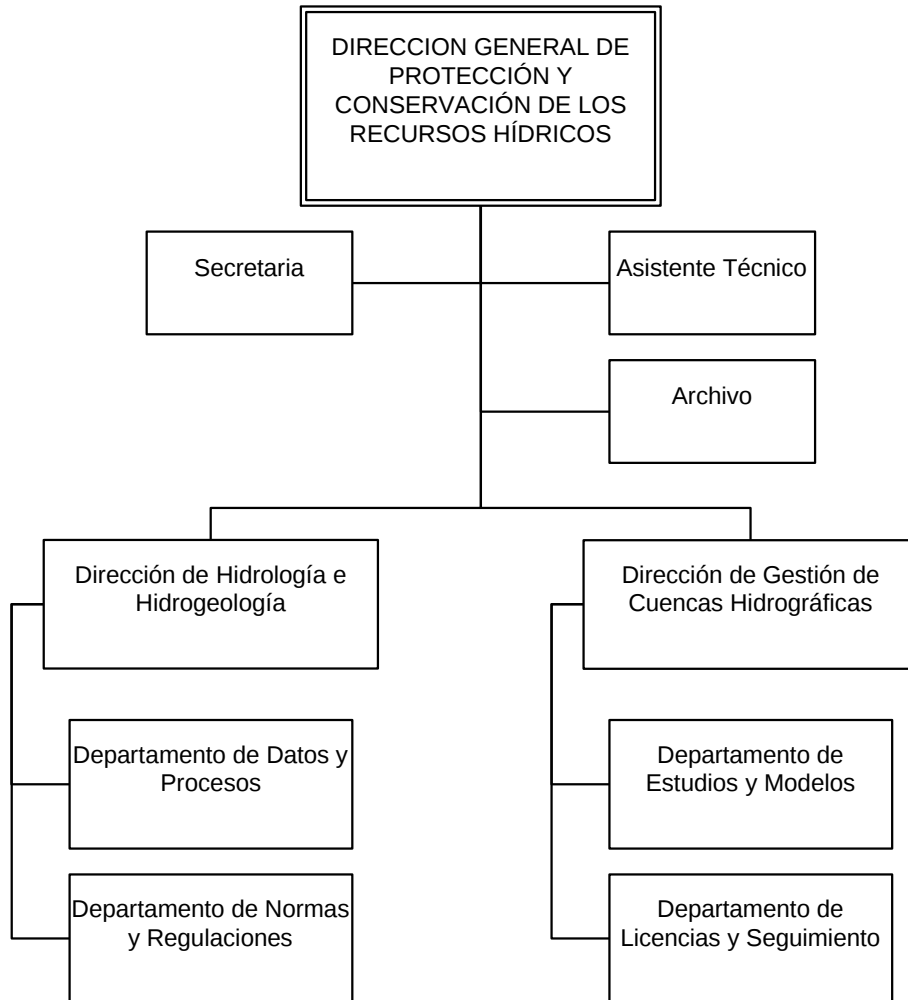 DIRECCION GENERAL DE
PROTECCIÓN Y
CONSERVACIÓN DE LOS
RECURSOS HÍDRICOS
Secretaria
Asistente Técnico
Archivo
Dirección de Hidrología e
Hidrogeología
Dirección de Gestión de
Cuencas Hidrográficas
Departamento de Datos y
Procesos
Departamento de
Estudios y Modelos
Departamento de Normas
y Regulaciones
Departamento de
Licencias y Seguimiento